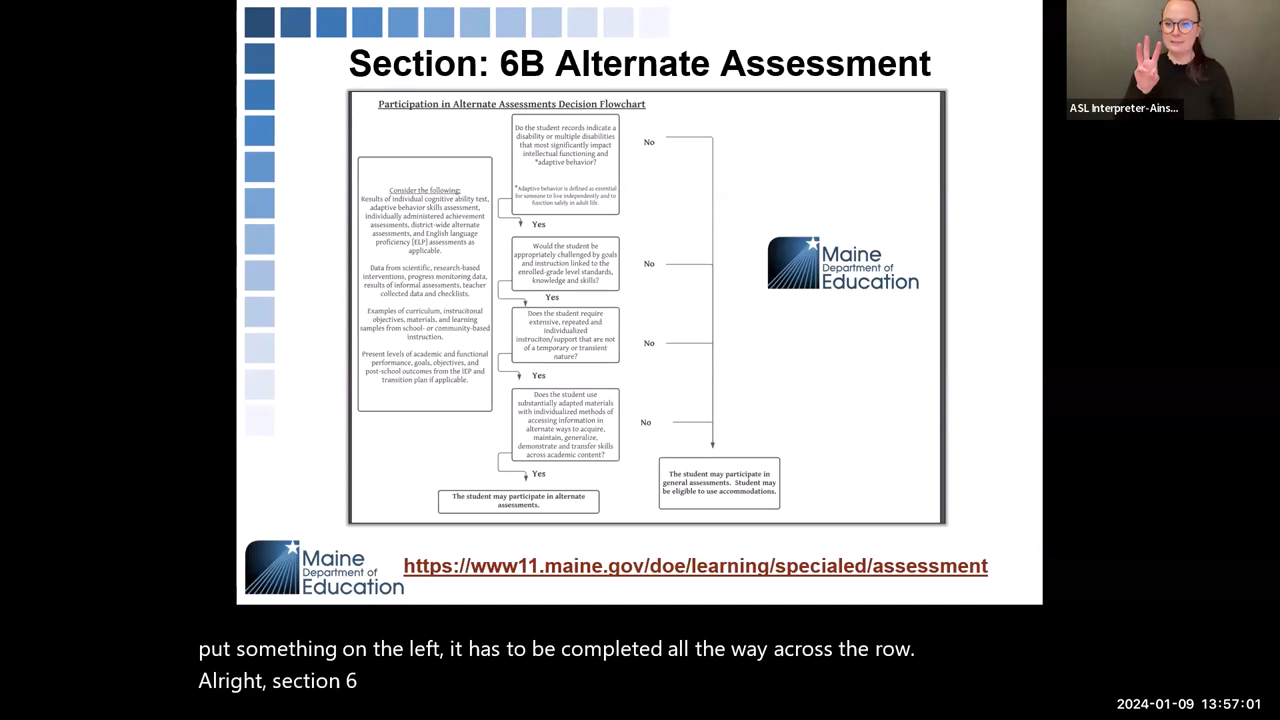 Section: 6B Alternate Assessment
Participation in Alternate Assessments Decision Flowchart
Consider the following:
Results of individual cognitive ability test,
adaptive behavior skills assessment,
individually administered achievement
assessments, district-wide alternate
assessments, and English language
proficiency [ELP] assessments as
applicable.
Data from scientific, research-based
interventions, progress monitoring data,
results of informal assessments, teacher
collected data and checklists.
Examples of curriculum, instrucitonal
objectives, materials, and learning
samples from school- or community-based
instruction.
Present levels of academic and functional
performance, goals, objectives, and
post-school outcomes from the IEP and
transition plan if applicable.
Do the student records indicate a
disability or multiple disabilities
that most significantly impact
intellectual functioning and
*adaptive behavior?
*Adaptive behavior is defined as essential
for someone to live independently and to
function safely in adult life.
No
Yes
Would the student be
appropriately challenged by goals
and instruction linked to the
enrolled-grade level standards,
knowledge and skills?
No
Yes
Does the student require
extensive, repeated and
individualized
instruciton/support that are not
of a temporary or transient
nature?
No
Yes
Does the student use
substantially adapted materials
with individualized methods of
accessing information in
alternate ways to acquire,
maintain, generalize,
demonstrate and transfer skills
across academic content?
No
Yes
The student may participate in alternate
assessments.
The student may participate in
general assessments. Student may
be eligible to use accommodations.
Maine
Department of
Education
Maine
Department of
Education
https://www11.maine.gov/doe/learning/specialed/assessment
ASL Interpreter-Ains...
put something on the left, it has to be completed all the way across the row.
Alright, section 6
2024-01-09 13:57:01